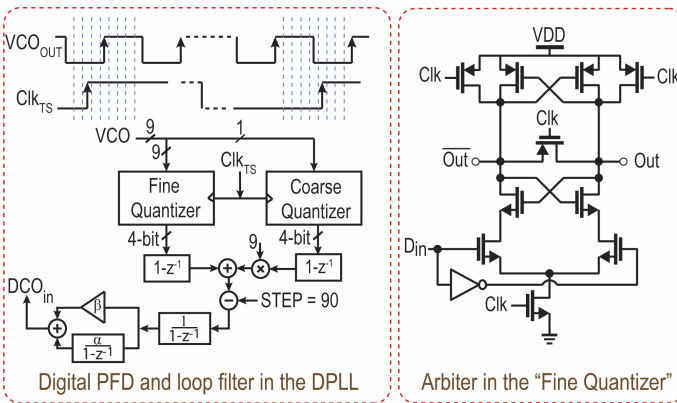 VCO_OUT
Clk_TS
VCO 9 1
9 Clk_TS
Fine Quantizer
Coarse Quantizer
4-bit 9 4-bit
1-z⁻¹ + × 1-z⁻¹
DCO_in
β
− STEP = 90
+
α
1-z⁻¹
1
1-z⁻¹
Digital PFD and loop filter in the DPLL
VDD
Clk Clk
Clk
Out Out
D_in
Clk
Arbiter in the “Fine Quantizer”